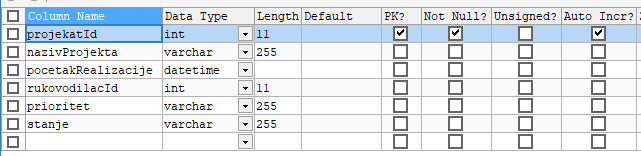 Column Name Data Type Length Default PK? Not Null? Unsigned? Auto Incr?
projekatId int 11
nazivProjekta varchar 255
pocetakRealizacije datetime
rukovodilacId int 11
prioritet varchar 255
stanje varchar 255